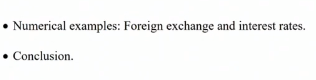 • Numerical examples: Foreign exchange and interest rates.
• Conclusion.